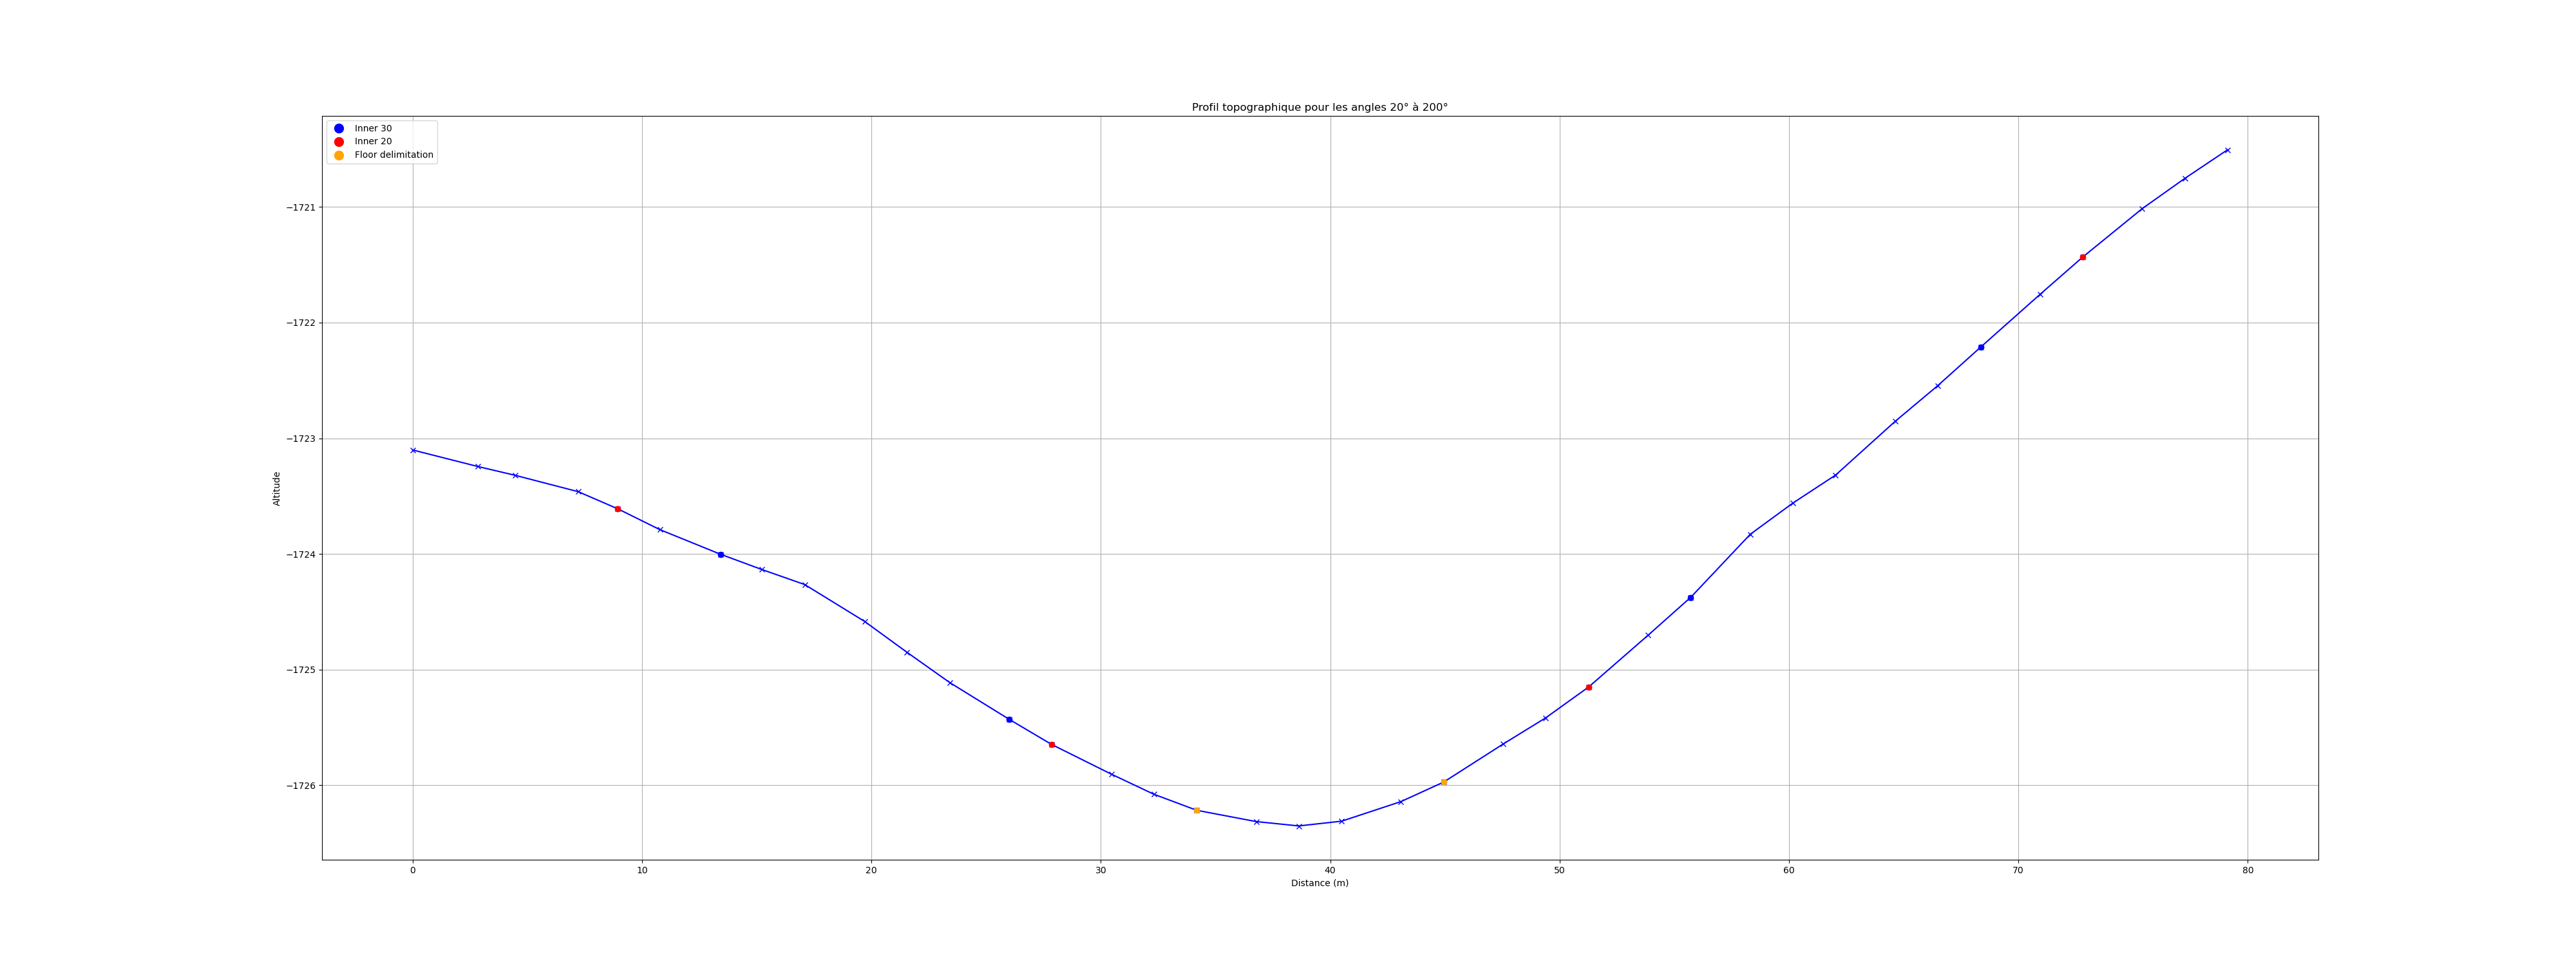 Profil topographique pour les angles 20° à 200°
Inner 30
Inner 20
Floor delimitation
−1721
−1722
−1723
−1724
−1725
−1726
Altitude
0 10 20 30 40 50 60 70 80
Distance (m)